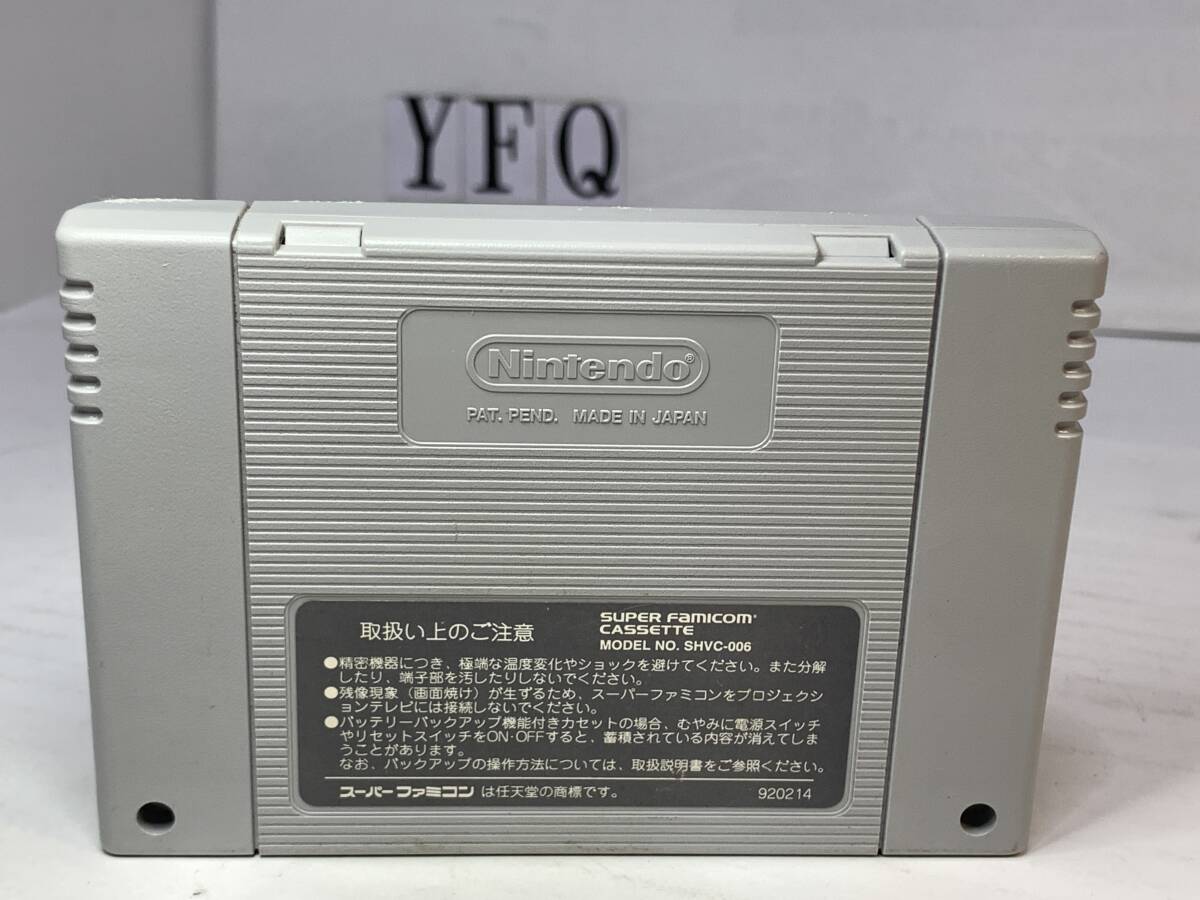 YFQ
Nintendo®
PAT. PEND. MADE IN JAPAN
取扱い上のご注意
SUPER FAMICOM
CASSETTE
MODEL NO. SHVC-006
●精密機器につき、極端な温度変化やショックを避けてください。また分解
したり、端子部を汚したりしないでください。
●残像現象（画面焼け）が生ずるため、スーパーファミコンをプロジェクシ
ョンテレビには接続しないでください。
●バッテリーバックアップ機能付きカセットの場合、むやみに電源スイッチ
やリセットスイッチをON・OFFすると、蓄積されている内容が消えてしま
うことがあります。
なお、バックアップの操作方法については、取扱説明書をご参照ください。
スーパーファミコンは任天堂の商標です。
920214